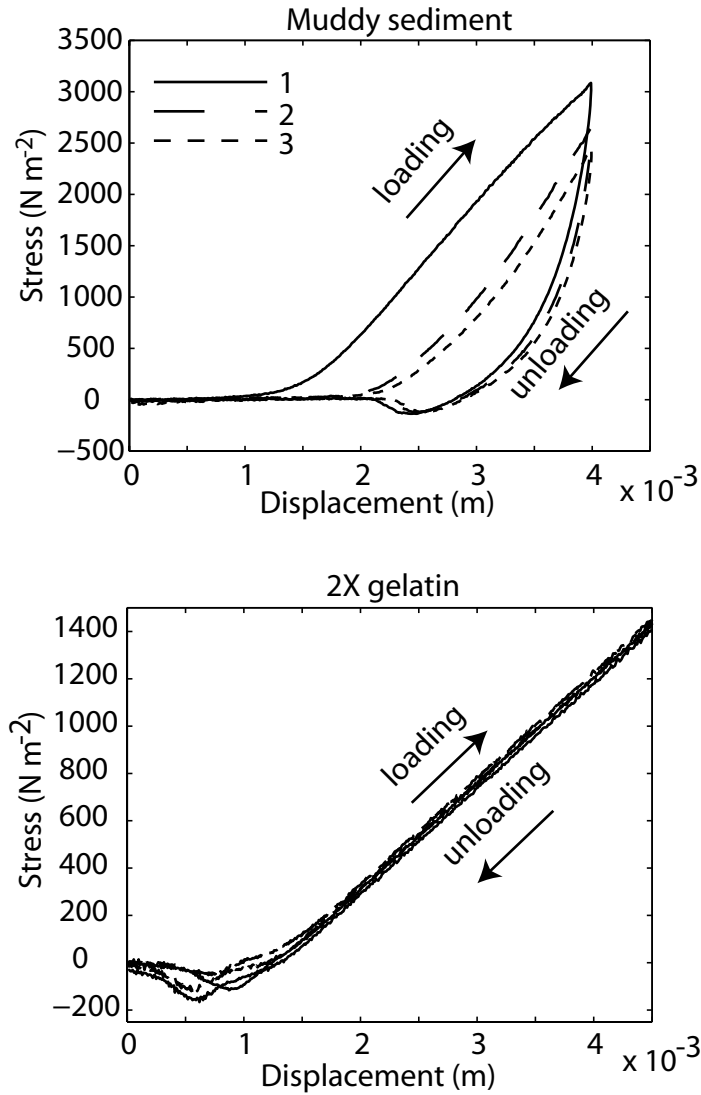 Muddy sediment
3500
3000
2500
2000
1500
1000
500
0
−500
Stress (N m-2)
1
2
3
loading
unloading
0 1 2 3 4
Displacement (m)
x 10-3
2X gelatin
1400
1200
1000
800
600
400
200
0
−200
Stress (N m-2)
loading
unloading
0 1 2 3 4
Displacement (m)
x 10-3